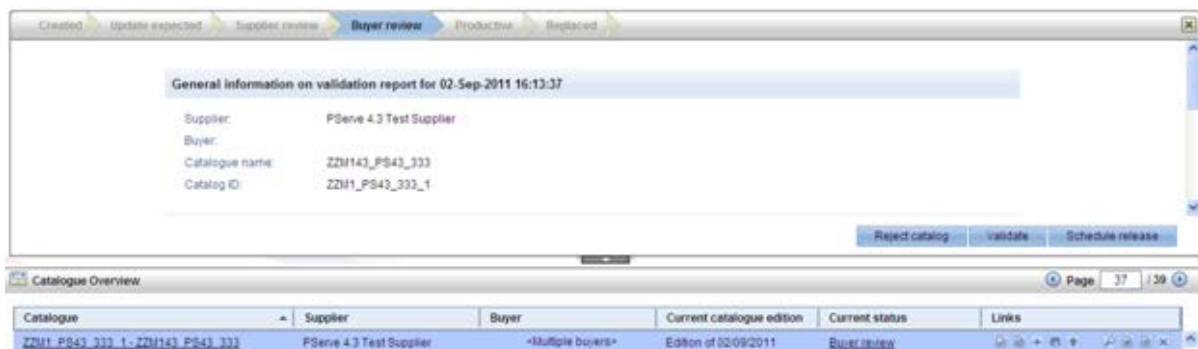 Created Update expected Supplier review Buyer review Productive Replaced
General information on validation report for 02-Sep-2011 16:13:37
Supplier: PServe 4.3 Test Supplier
Buyer:
Catalogue name: ZZM143_PS43_333
Catalog ID: ZZM1_PS43_333_1
Reject catalog Validate Schedule release
Catalogue Overview Page 37 / 39
Catalogue Supplier Buyer Current catalogue edition Current status Links
ZZM1_PS43_333_1 - ZZM143_PS43_333 PServe 4.3 Test Supplier <Multiple buyers> Edition of 02/09/2011 Buyer review